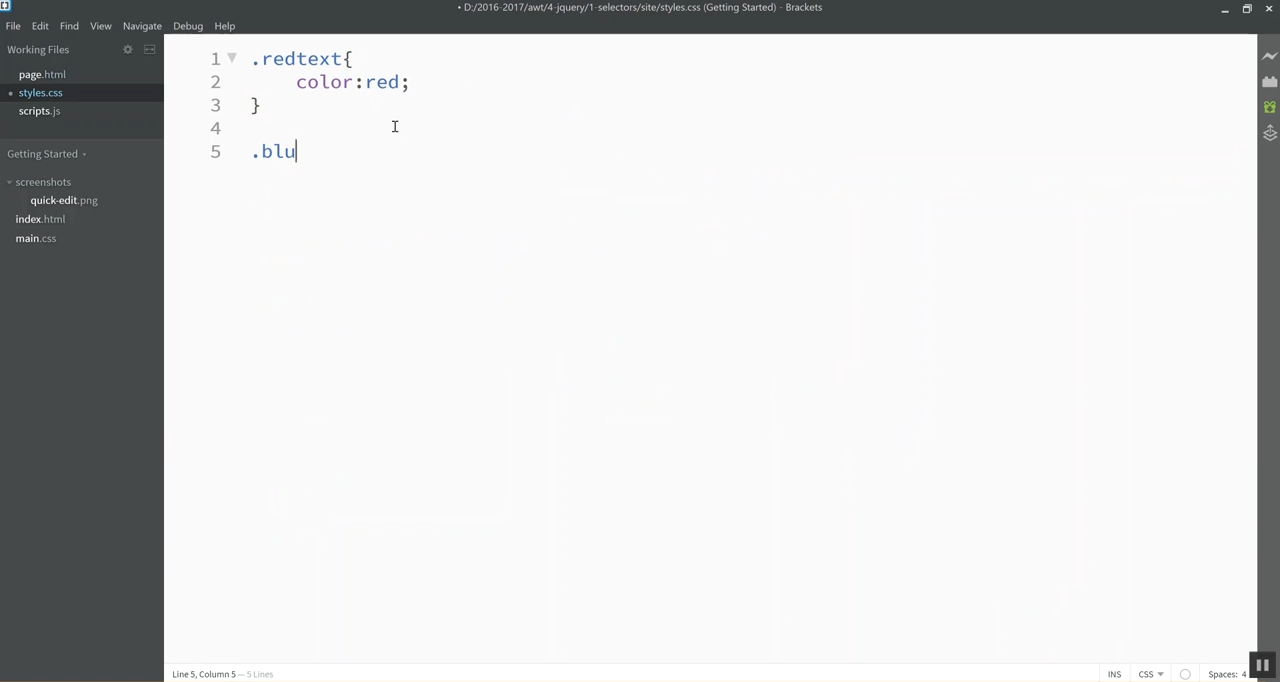 • D:/2016-2017/awt/4-jquery/1-selectors/site/styles.css (Getting Started) - Brackets
File Edit Find View Navigate Debug Help
Working Files
page.html
• styles.css
scripts.js
Getting Started
screenshots
quick-edit.png
index.html
main.css
1 .redtext{
2 color:red;
3 }
4
5 .blu
Line 5, Column 5 — 5 Lines
INS CSS Spaces: 4